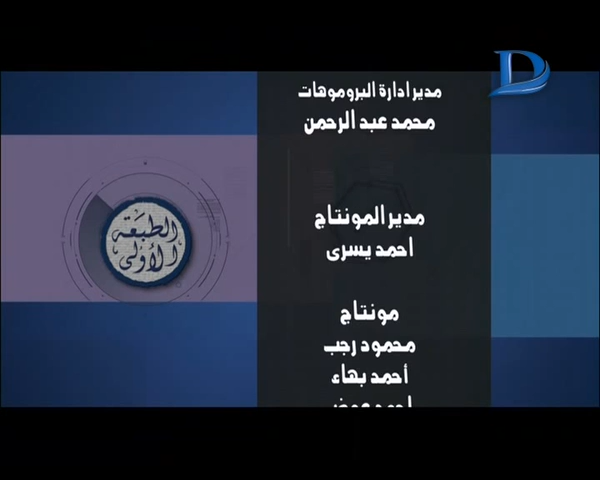 مدير ادارة البروموهات
محمد عبد الرحمن
مدير المونتاج
احمد يسرى
مونتاج
محمود رجب
أحمد بهاء
الطبعة
الأولى
D